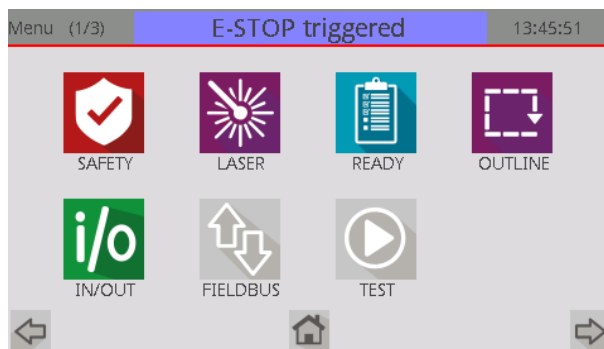 Menu (1/3) E-STOP triggered 13:45:51
SAFETY LASER READY OUTLINE
i/o
IN/OUT FIELDBUS TEST